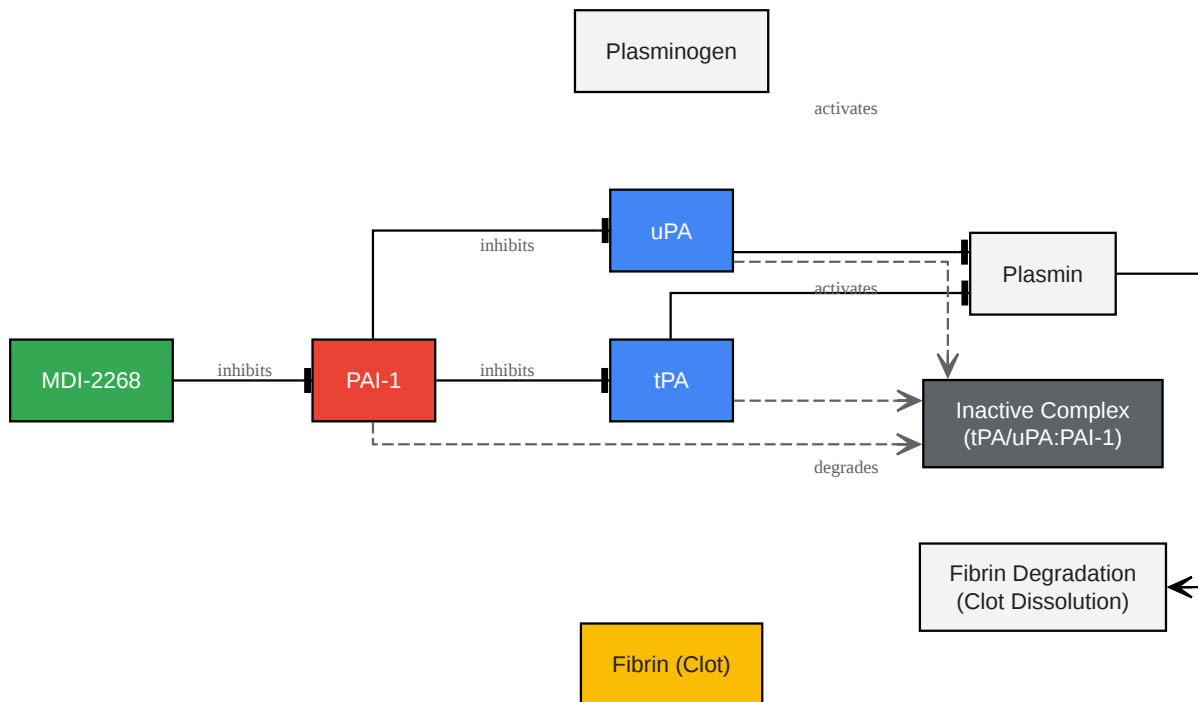 Plasminogen
activates
uPA
inhibits
Plasmin
activates
MDI-2268
inhibits
PAI-1
inhibits
tPA
Inactive Complex
(tPA/uPA:PAI-1)
degrades
Fibrin Degradation
(Clot Dissolution)
Fibrin (Clot)